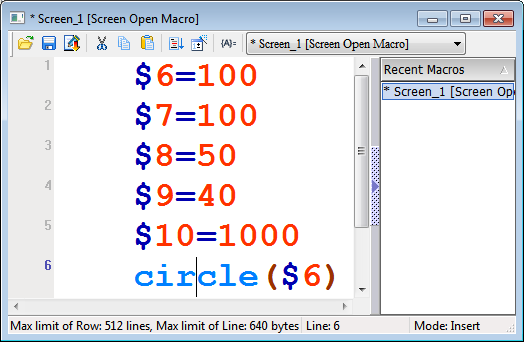 * Screen_1 [Screen Open Macro]
{A}= * Screen_1 [Screen Open Macro]
1 $6=100
2 $7=100
3 $8=50
4 $9=40
5 $10=1000
6 circle($6)
Recent Macros
* Screen_1 [Screen Ope
Max limit of Row: 512 lines, Max limit of Line: 640 bytes Line: 6 Mode: Insert